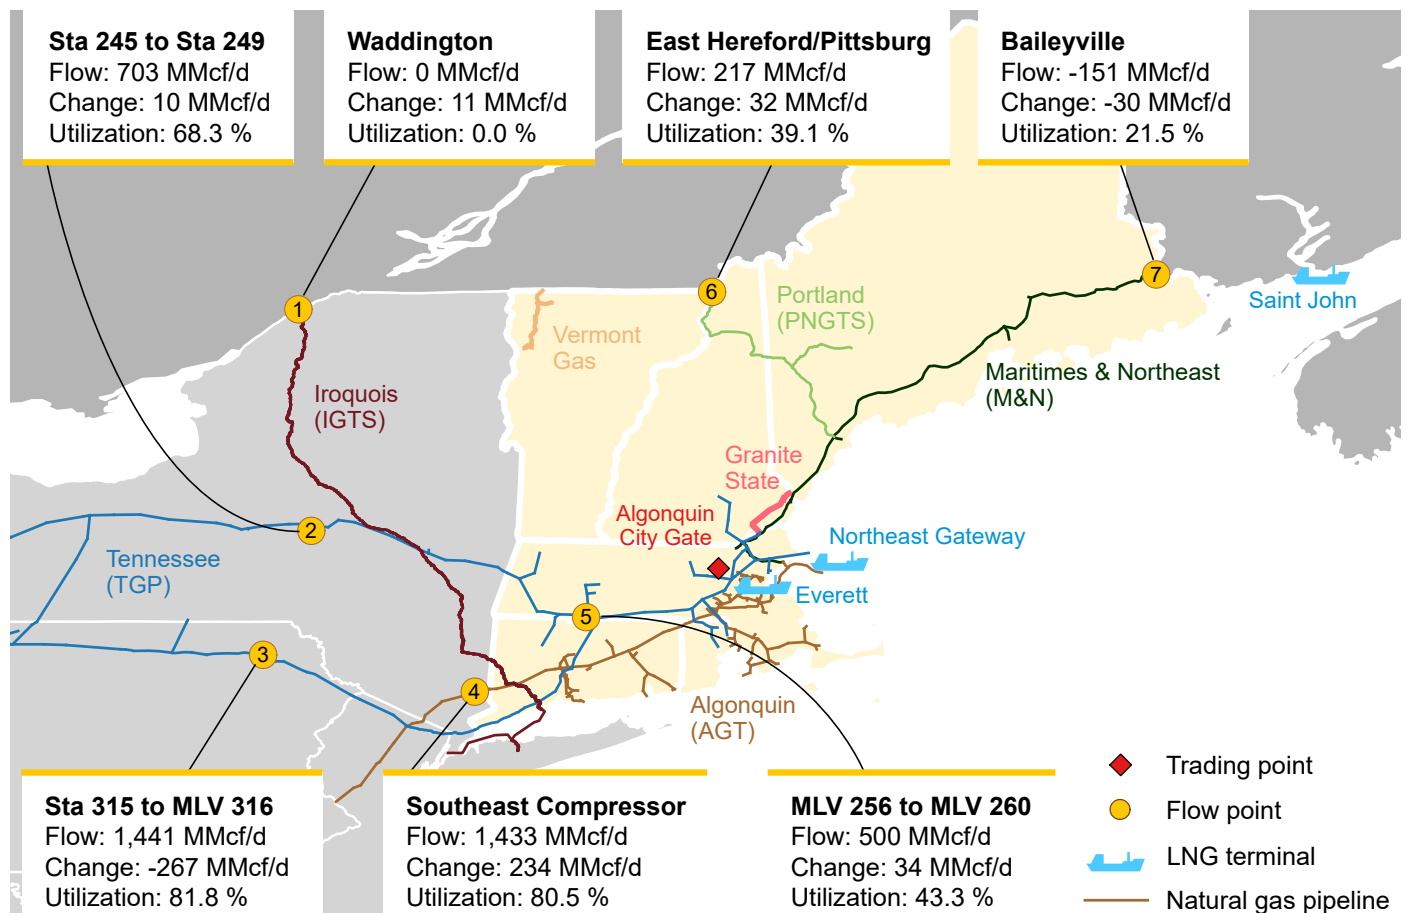 Sta 245 to Sta 249
Flow: 703 MMcf/d
Change: 10 MMcf/d
Utilization: 68.3 %
Waddington
Flow: 0 MMcf/d
Change: 11 MMcf/d
Utilization: 0.0 %
East Hereford/Pittsburg
Flow: 217 MMcf/d
Change: 32 MMcf/d
Utilization: 39.1 %
Baileyville
Flow: -151 MMcf/d
Change: -30 MMcf/d
Utilization: 21.5 %
7
6
1
Saint John
Portland
(PNGTS)
Vermont
Gas
Maritimes & Northeast
(M&N)
Iroquois
(IGTS)
Granite
State
Algonquin
City Gate
2
Northeast Gateway
Tennessee
(TGP)
Everett
5
3
4
Algonquin
(AGT)
Sta 315 to MLV 316
Flow: 1,441 MMcf/d
Change: -267 MMcf/d
Utilization: 81.8 %
Southeast Compressor
Flow: 1,433 MMcf/d
Change: 234 MMcf/d
Utilization: 80.5 %
MLV 256 to MLV 260
Flow: 500 MMcf/d
Change: 34 MMcf/d
Utilization: 43.3 %
Trading point
Flow point
LNG terminal
Natural gas pipeline